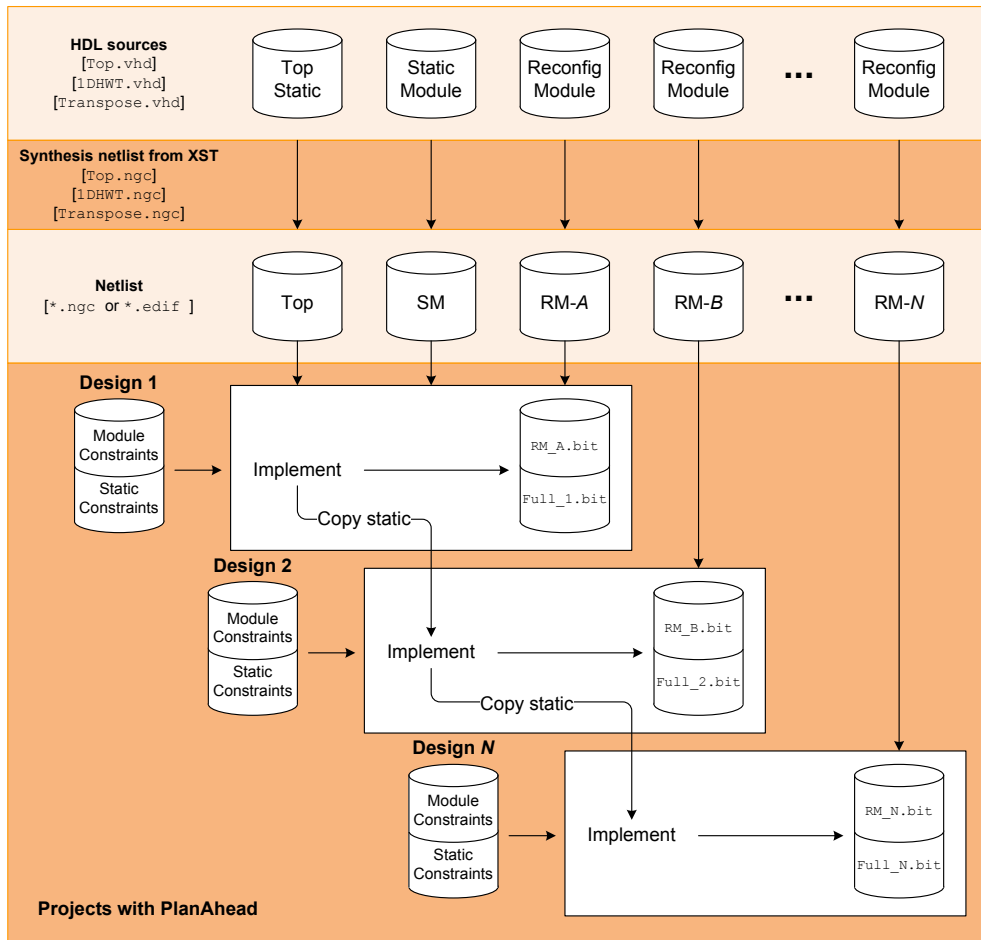 HDL sources
[Top.vhd]
[1DHWT.vhd]
[Transpose.vhd]
Top
Static
Static
Module
Reconfig
Module
Reconfig
Module
...
Reconfig
Module
Synthesis netlist from XST
[Top.ngc]
[1DHWT.ngc]
[Transpose.ngc]
Netlist
[*.ngc or *.edif ]
Top
SM
RM-A
RM-B
...
RM-N
Design 1
Module
Constraints
Static
Constraints
Implement
Copy static
RM_A.bit
Full_1.bit
Design 2
Module
Constraints
Static
Constraints
Implement
Copy static
RM_B.bit
Full_2.bit
Design N
Module
Constraints
Static
Constraints
Implement
RM_N.bit
Full_N.bit
Projects with PlanAhead